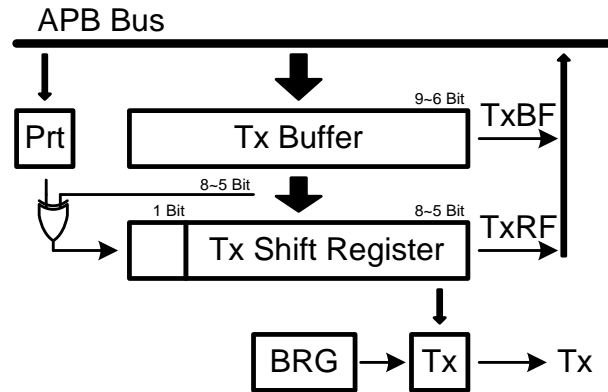 APB Bus
9~6 Bit
Prt
Tx Buffer
TxBF
8~5 Bit
1 Bit
8~5 Bit
Tx Shift Register
TxRF
BRG
Tx
Tx